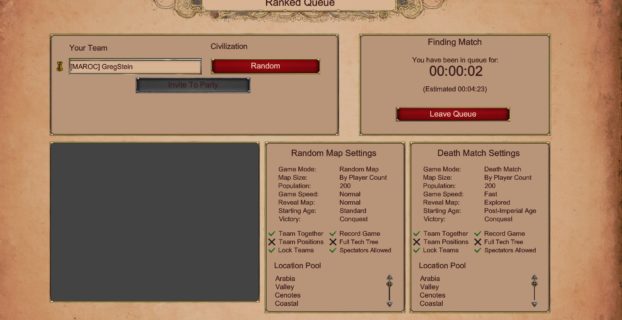 Ranked Queue
Your Team
Civilization
[MAROC] GregStein
Random
Invite To Party
Finding Match
You have been in queue for:
00:00:02
(Estimated 00:04:23)
Leave Queue
Random Map Settings
Game Mode: Random Map
Map Size: By Player Count
Population: 200
Game Speed: Normal
Reveal Map: Normal
Starting Age: Standard
Victory: Conquest
Team Together Record Game
Team Positions Full Tech Tree
Lock Teams Spectators Allowed
Location Pool
Arabia
Valley
Cenotes
Coastal
Death Match Settings
Game Mode: Death Match
Map Size: By Player Count
Population: 200
Game Speed: Fast
Reveal Map: Explored
Starting Age: Post-Imperial Age
Victory: Conquest
Team Together Record Game
Team Positions Full Tech Tree
Lock Teams Spectators Allowed
Location Pool
Arabia
Valley
Cenotes
Coastal